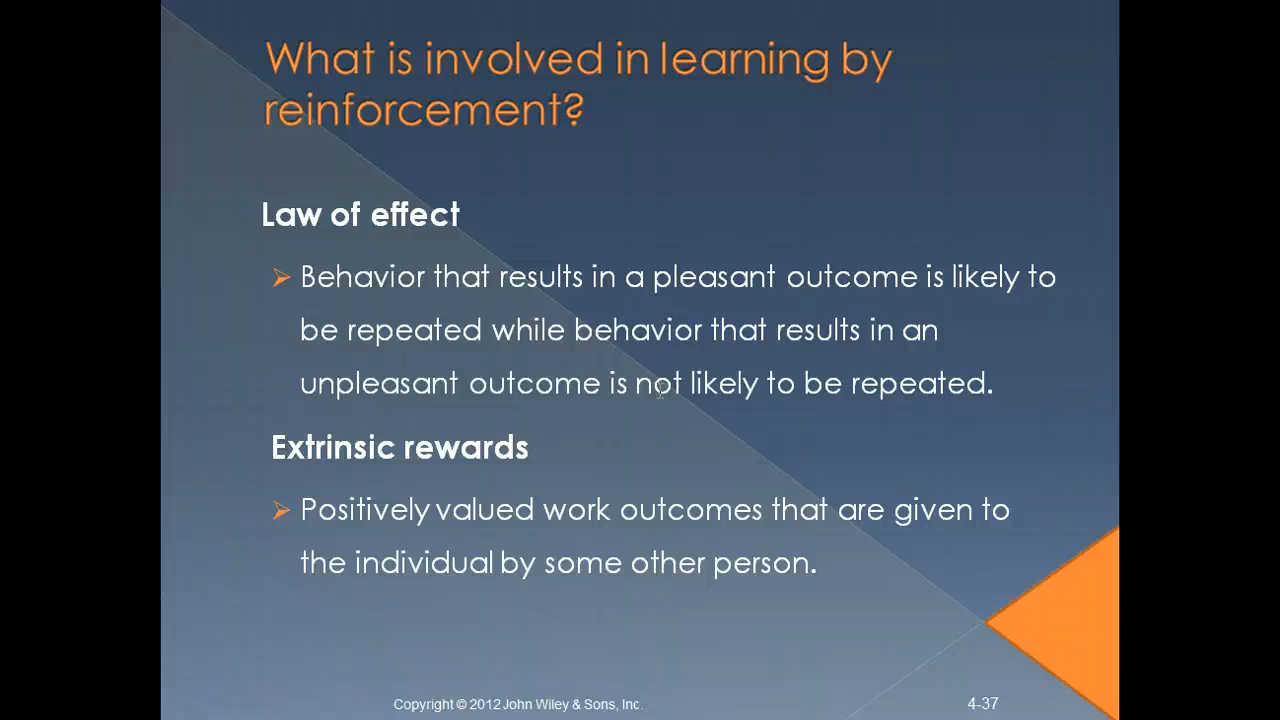 What is involved in learning by
reinforcement?
Law of effect
Behavior that results in a pleasant outcome is likely to
be repeated while behavior that results in an
unpleasant outcome is not likely to be repeated.
Extrinsic rewards
Positively valued work outcomes that are given to
the individual by some other person.
Copyright © 2012 John Wiley & Sons, Inc.
4-37